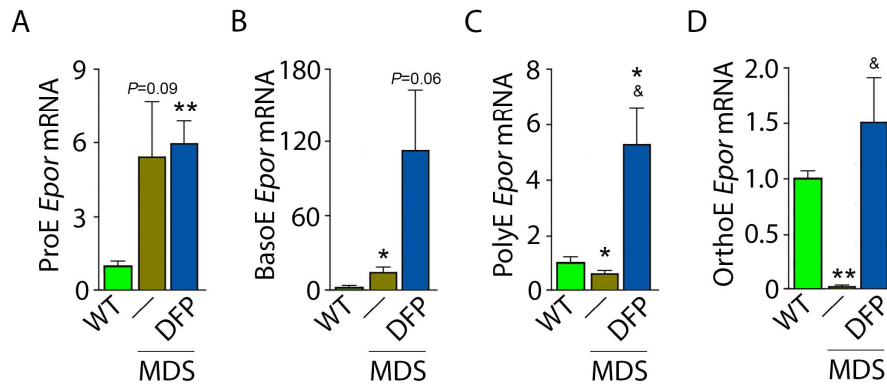 A
ProE Epor mRNA
9
6
3
0
P=0.09
**
WT
—
DFP
MDS
B
BasoE Epor mRNA
180
120
60
0
*
P=0.06
WT
—
DFP
MDS
C
PolyE Epor mRNA
8
6
4
2
0
*
*
&
WT
—
DFP
MDS
D
OrthoE Epor mRNA
2.0
1.5
1.0
0.5
0
**
&
WT
—
DFP
MDS